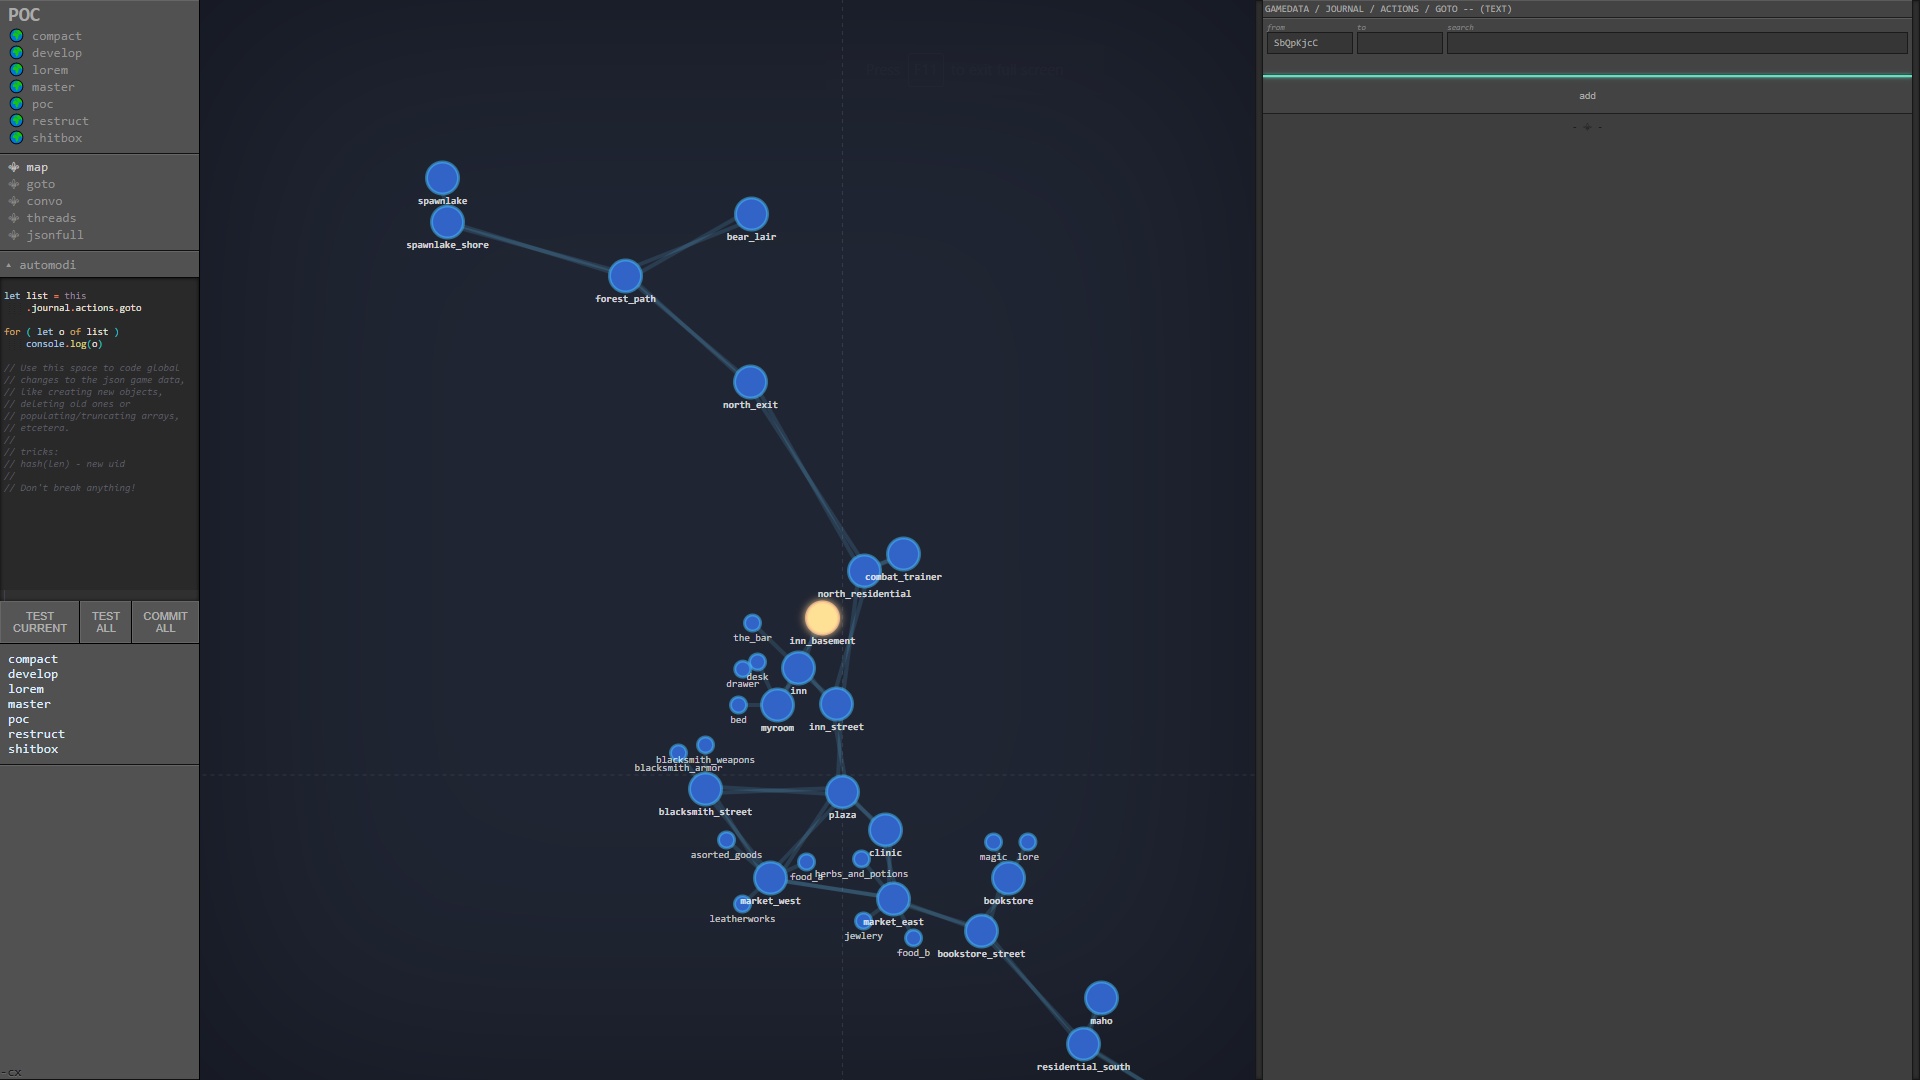 POC
compact
develop
lorem
master
poc
restruct
shitbox
map
goto
convo
threads
jsonfull
automodi
let list = this
.journal.actions.goto
for ( let o of list )
console.log(o)
// Use this space to code global
// changes to the json game data,
// like creating new objects,
// deleting old ones or
// populating/truncating arrays,
// etcetera.
//
// tricks:
// hash(len) - new uid
//
// Don't break anything!
TEST CURRENT
TEST ALL
COMMIT ALL
compact
develop
lorem
master
poc
restruct
shitbox
-cx
spawnlake
spawnlake_shore
bear_lair
forest_path
north_exit
combat_trainer
north_residential
the_bar
inn_basement
desk
drawer
inn
bed
myroom
inn_street
blacksmith_weapons
blacksmith_armor
blacksmith_street
plaza
asorted_goods
clinic
magic
lore
food_a
herbs_and_potions
market_west
bookstore
leatherworks
market_east
jewlery
food_b
bookstore_street
maho
residential_south
GAMEDATA / JOURNAL / ACTIONS / GOTO -- (TEXT)
from
to
search
SbQpKjcC
add